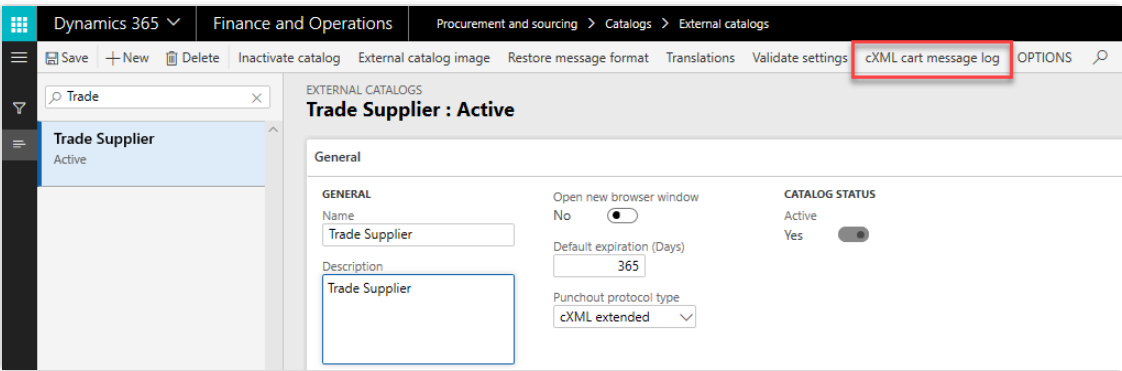 Dynamics 365 Finance and Operations Procurement and sourcing > Catalogs > External catalogs
Save New Delete Inactivate catalog External catalog image Restore message format Translations Validate settings cXML cart message log OPTIONS
Trade
Trade Supplier
Active
EXTERNAL CATALOGS
Trade Supplier : Active
General
GENERAL
Name
Trade Supplier
Description
Trade Supplier
Open new browser window
No
Default expiration (Days)
365
Punchout protocol type
cXML extended
CATALOG STATUS
Active
Yes